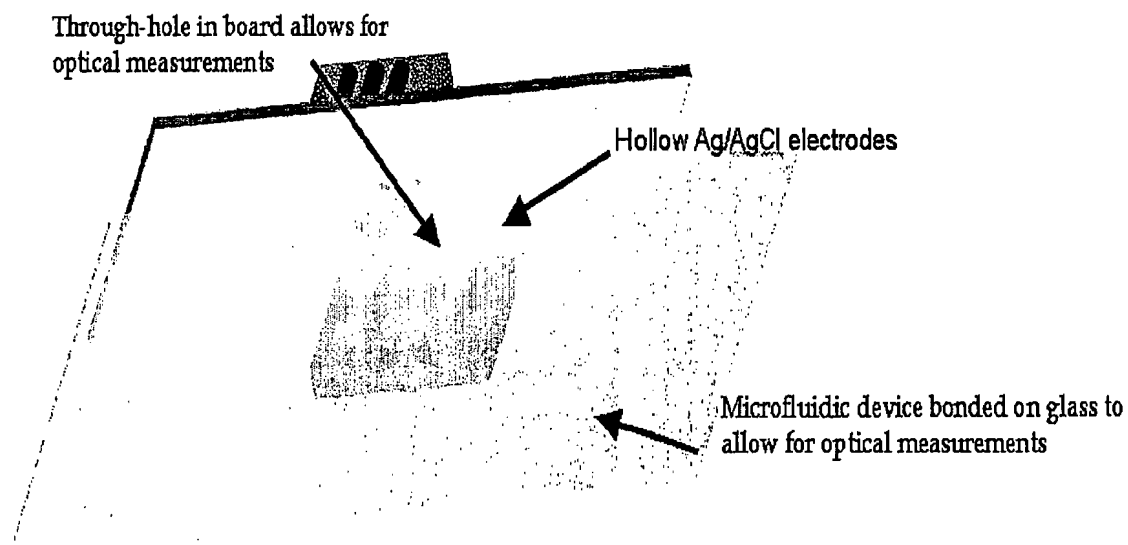 Through-hole in board allows for
optical measurements
Hollow Ag/AgCl electrodes
Microfluidic device bonded on glass to
allow for optical measurements